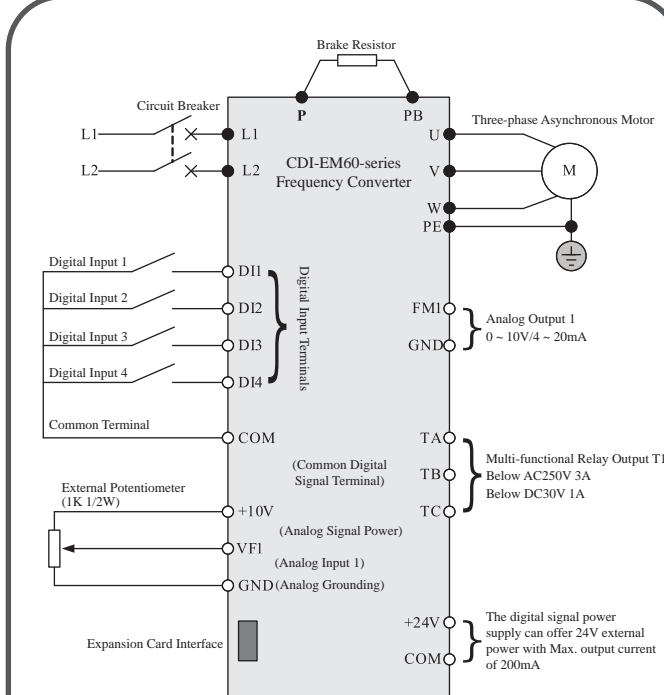 Brake Resistor
P
PB
Circuit Breaker
L1
L1
L2
L2
CDI-EM60-series
Frequency Converter
U
V
W
PE
Three-phase Asynchronous Motor
M
Digital Input 1
DI1
Digital Input 2
DI2
Digital Input 3
DI3
Digital Input 4
DI4
Digital Input Terminals
Common Terminal
COM
(Common Digital
Signal Terminal)
FM1
GND
Analog Output 1
0 ~ 10V/4 ~ 20mA
TA
TB
TC
Multi-functional Relay Output T1
Below AC250V 3A
Below DC30V 1A
External Potentiometer
(1K 1/2W)
+10V
(Analog Signal Power)
VF1
(Analog Input 1)
GND
(Analog Grounding)
Expansion Card Interface
+24V
COM
The digital signal power
supply can offer 24V external
power with Max. output current
of 200mA